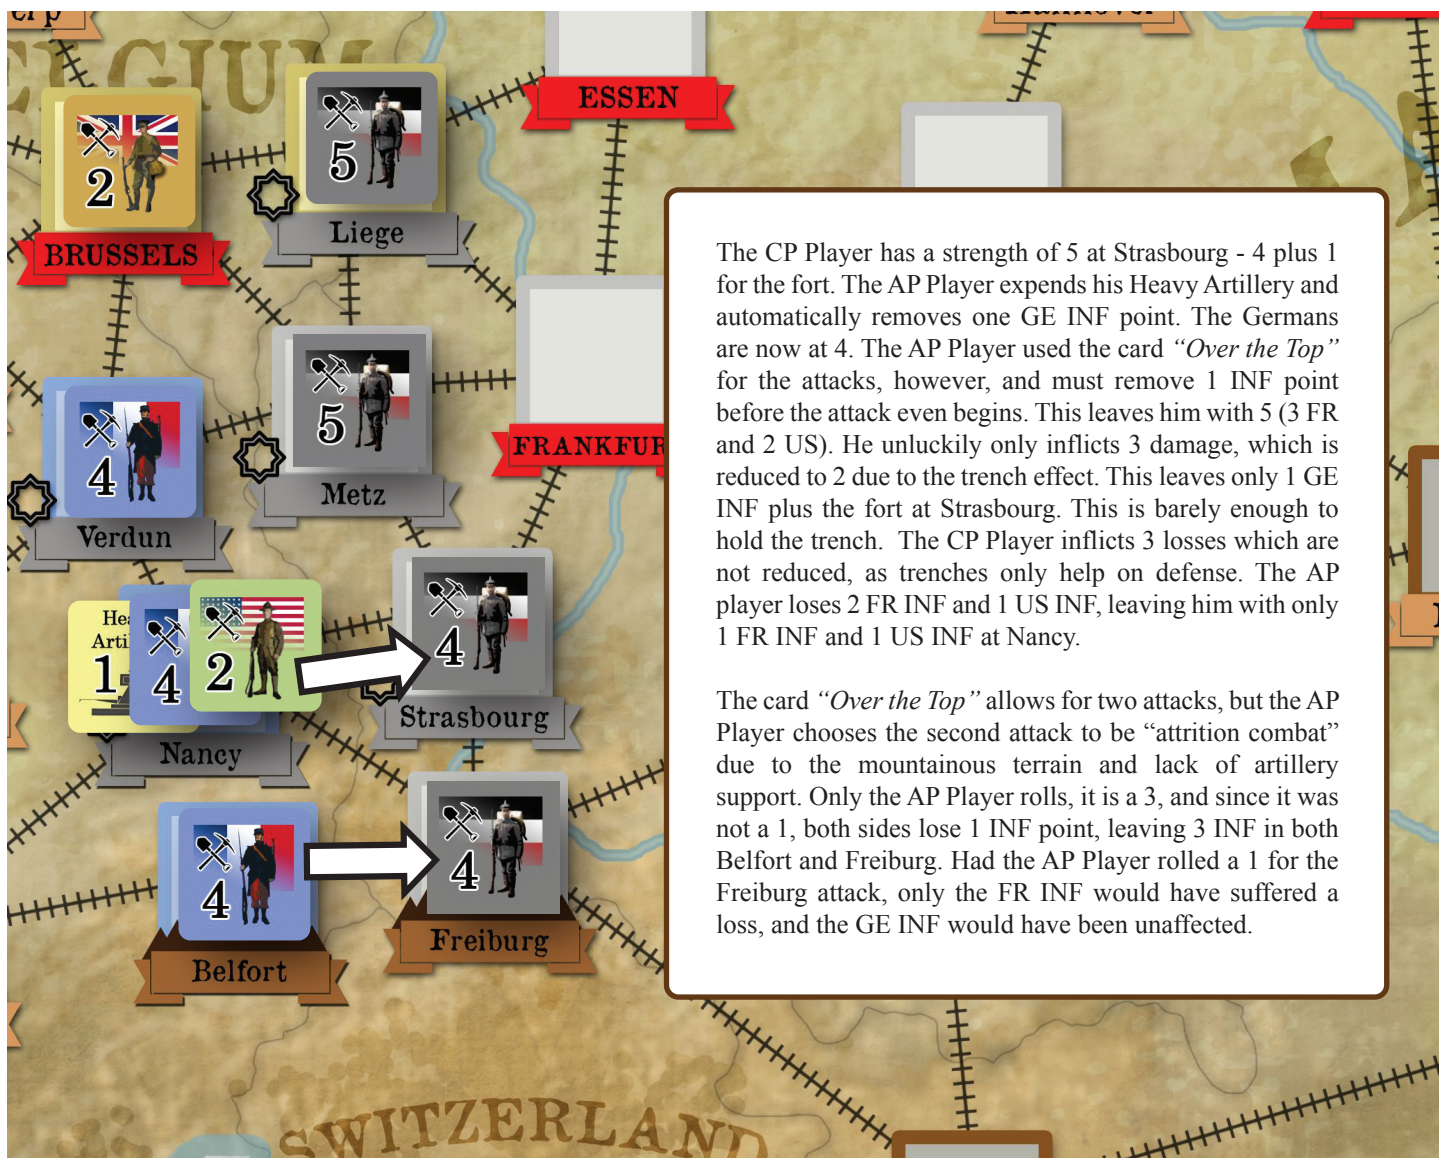 ESSEN
5
2
Liege
BRUSSELS
5
FRANKFUR
4
Metz
Verdun
Hea
Arti
1
4
2
4
Strasbourg
Nancy
4
4
Freiburg
Belfort
SWITZERLAND
The CP Player has a strength of 5 at Strasbourg - 4 plus 1
for the fort. The AP Player expends his Heavy Artillery and
automatically removes one GE INF point. The Germans
are now at 4. The AP Player used the card “Over the Top”
for the attacks, however, and must remove 1 INF point
before the attack even begins. This leaves him with 5 (3 FR
and 2 US). He unluckily only inflicts 3 damage, which is
reduced to 2 due to the trench effect. This leaves only 1 GE
INF plus the fort at Strasbourg. This is barely enough to
hold the trench. The CP Player inflicts 3 losses which are
not reduced, as trenches only help on defense. The AP
player loses 2 FR INF and 1 US INF, leaving him with only
1 FR INF and 1 US INF at Nancy.
The card “Over the Top” allows for two attacks, but the AP
Player chooses the second attack to be “attrition combat”
due to the mountainous terrain and lack of artillery
support. Only the AP Player rolls, it is a 3, and since it was
not a 1, both sides lose 1 INF point, leaving 3 INF in both
Belfort and Freiburg. Had the AP Player rolled a 1 for the
Freiburg attack, only the FR INF would have suffered a
loss, and the GE INF would have been unaffected.